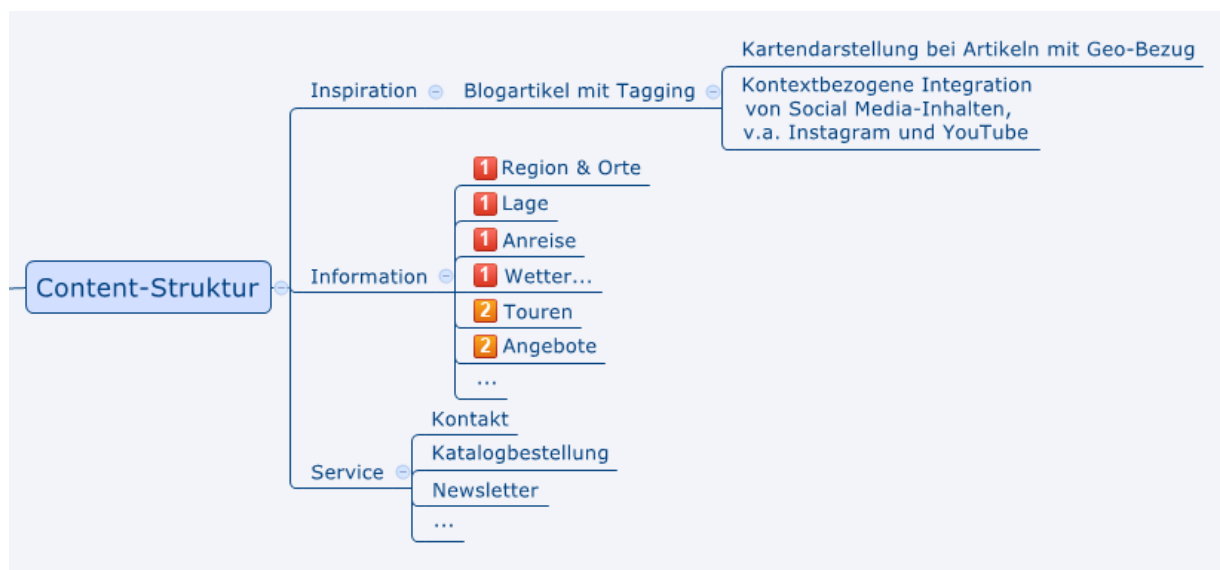 Kartendarstellung bei Artikeln mit Geo-Bezug
Inspiration
Blogartikel mit Tagging
Kontextbezogene Integration
von Social Media-Inhalten,
v.a. Instagram und YouTube
1 Region & Orte
1 Lage
1 Anreise
Content-Struktur
Information
1 Wetter...
2 Touren
2 Angebote
...
Kontakt
Service
Katalogbestellung
Newsletter
...